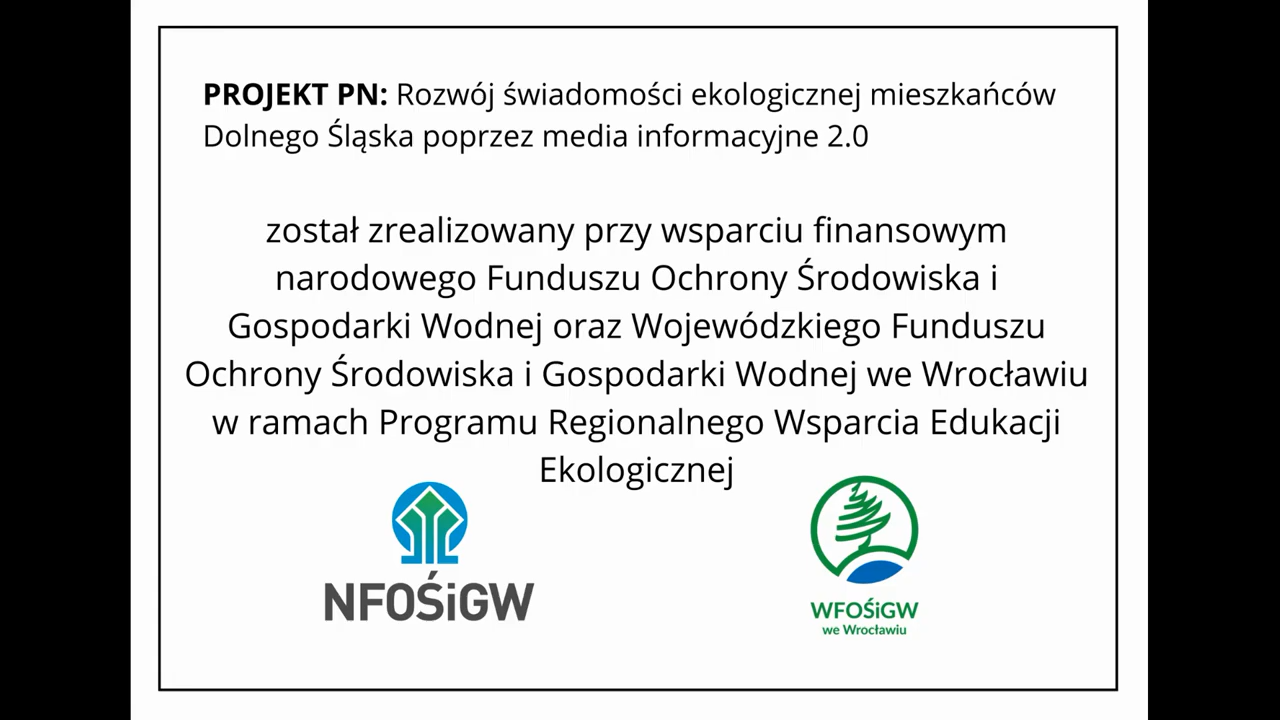 PROJEKT PN: Rozwój świadomości ekologicznej mieszkańców
Dolnego Śląska poprzez media informacyjne 2.0
został zrealizowany przy wsparciu finansowym
narodowego Funduszu Ochrony Środowiska i
Gospodarki Wodnej oraz Wojewódzkiego Funduszu
Ochrony Środowiska i Gospodarki Wodnej we Wrocławiu
w ramach Programu Regionalnego Wsparcia Edukacji
Ekologicznej
NFOŚiGW
WFOŚiGW
we Wrocławiu